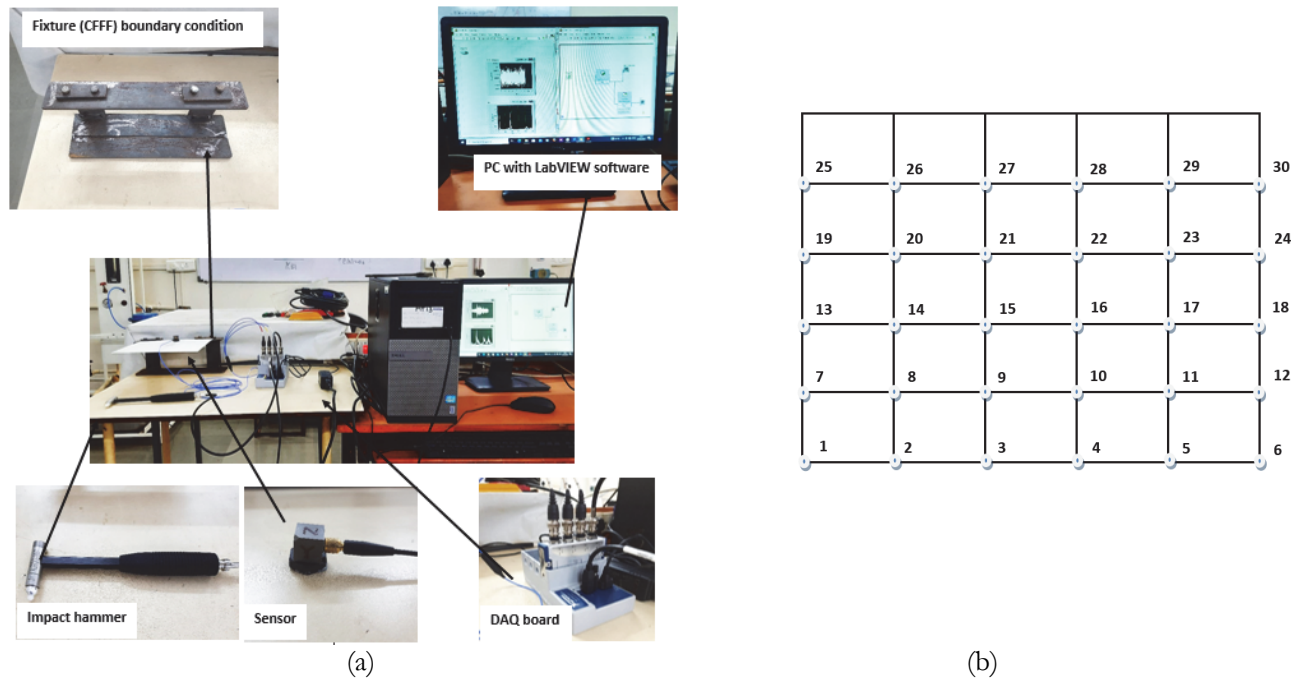 Fixture (CFFF) boundary condition
PC with LabVIEW software
Impact hammer
Sensor
Z
DAQ board
(a)
25 26 27 28 29 30
19 20 21 22 23 24
13 14 15 16 17 18
7 8 9 10 11 12
1 2 3 4 5 6
(b)